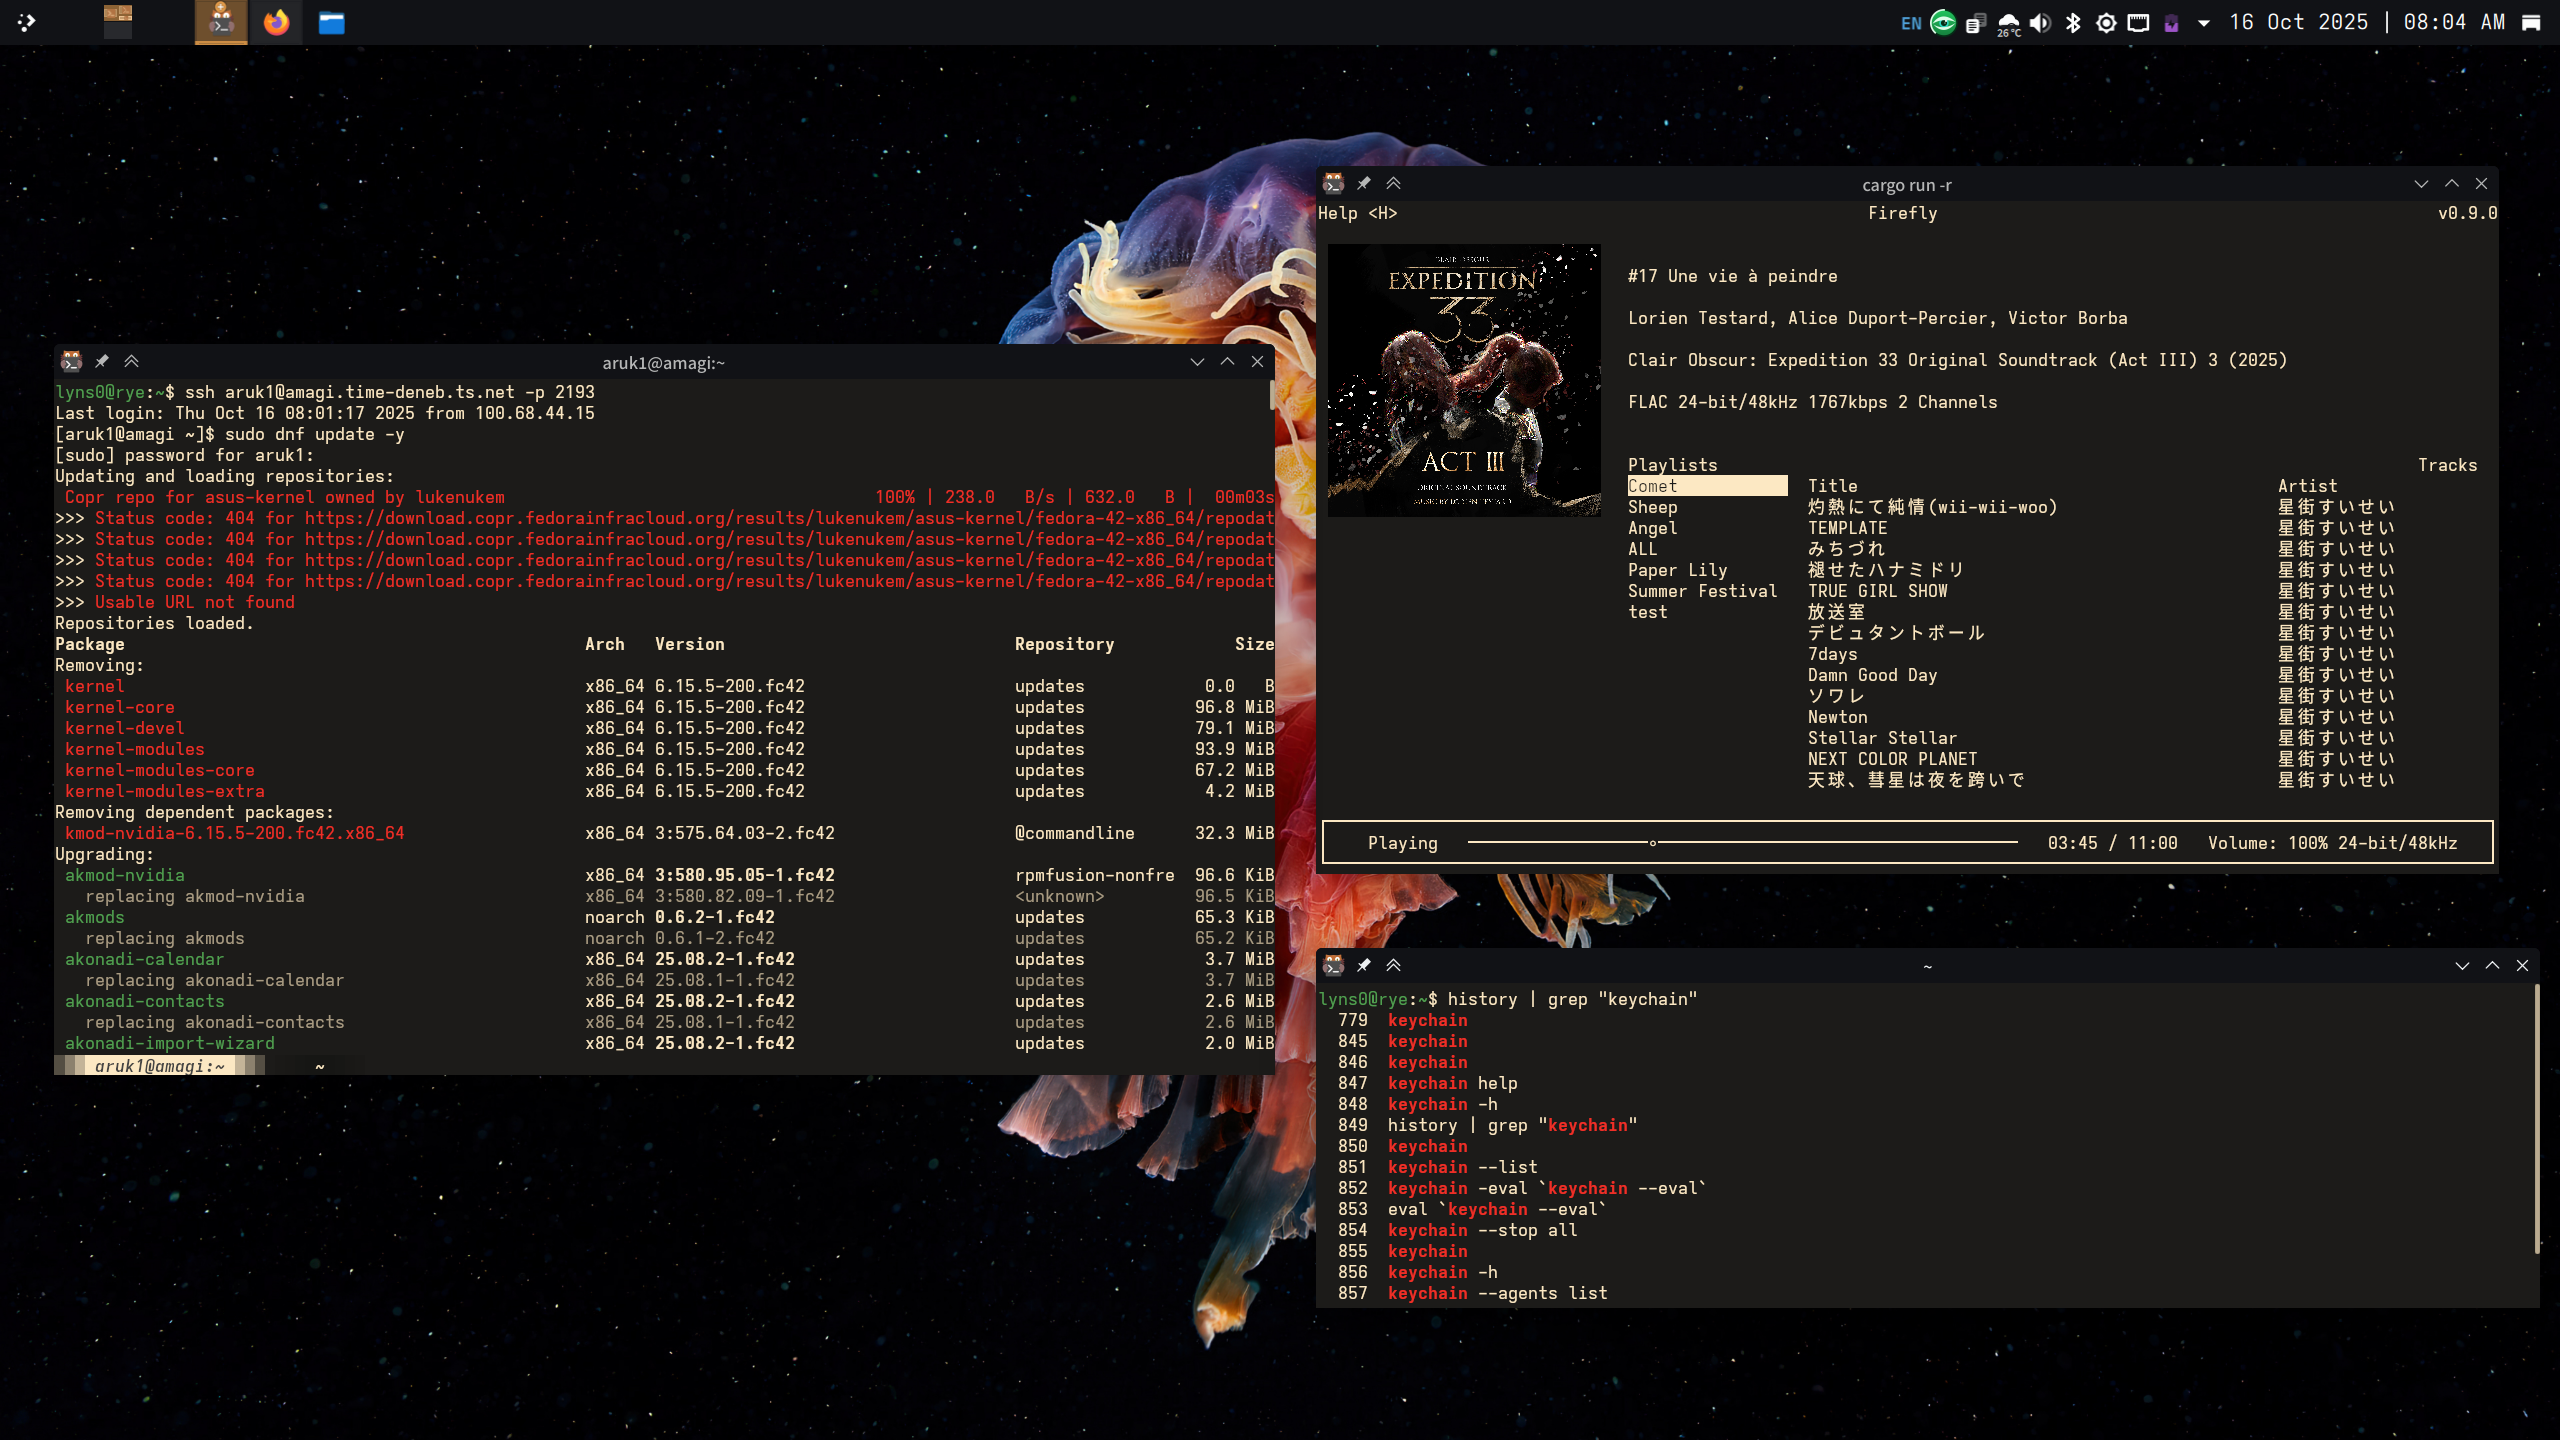 EN
26°C
16 Oct 2025 | 08:04 AM
aruk1@amagi:~
lyns0@rye:~$ ssh aruk1@amagi.time-deneb.ts.net -p 2193
Last login: Thu Oct 16 08:01:17 2025 from 100.68.44.15
[aruk1@amagi ~]$ sudo dnf update -y
[sudo] password for aruk1:
Updating and loading repositories:
Copr repo for asus-kernel owned by lukenukem 100% | 238.0 B/s | 632.0 B | 00m03s
>>> Status code: 404 for https://download.copr.fedorainfracloud.org/results/lukenukem/asus-kernel/fedora-42-x86_64/repodat
>>> Status code: 404 for https://download.copr.fedorainfracloud.org/results/lukenukem/asus-kernel/fedora-42-x86_64/repodat
>>> Status code: 404 for https://download.copr.fedorainfracloud.org/results/lukenukem/asus-kernel/fedora-42-x86_64/repodat
>>> Status code: 404 for https://download.copr.fedorainfracloud.org/results/lukenukem/asus-kernel/fedora-42-x86_64/repodat
>>> Usable URL not found
Repositories loaded.
Package Arch Version Repository Size
Removing:
kernel x86_64 6.15.5-200.fc42 updates 0.0 B
kernel-core x86_64 6.15.5-200.fc42 updates 96.8 MiB
kernel-devel x86_64 6.15.5-200.fc42 updates 79.1 MiB
kernel-modules x86_64 6.15.5-200.fc42 updates 93.9 MiB
kernel-modules-core x86_64 6.15.5-200.fc42 updates 67.2 MiB
kernel-modules-extra x86_64 6.15.5-200.fc42 updates 4.2 MiB
Removing dependent packages:
kmod-nvidia-6.15.5-200.fc42.x86_64 x86_64 3:575.64.03-2.fc42 @commandline 32.3 MiB
Upgrading:
akmod-nvidia x86_64 3:580.95.05-1.fc42 rpmfusion-nonfre 96.6 KiB
replacing akmod-nvidia x86_64 3:580.82.09-1.fc42 <unknown> 96.5 KiB
akmods noarch 0.6.2-1.fc42 updates 65.3 KiB
replacing akmods noarch 0.6.1-2.fc42 updates 65.2 KiB
akonadi-calendar x86_64 25.08.2-1.fc42 updates 3.7 MiB
replacing akonadi-calendar x86_64 25.08.1-1.fc42 updates 3.7 MiB
akonadi-contacts x86_64 25.08.2-1.fc42 updates 2.6 MiB
replacing akonadi-contacts x86_64 25.08.1-1.fc42 updates 2.6 MiB
akonadi-import-wizard x86_64 25.08.2-1.fc42 updates 2.0 MiB
aruk1@amagi:~ ~
cargo run -r
Help <H> Firefly v0.9.0
CLAIR OBSCUR
EXPEDITION
33
ACT III
ORIGINAL SOUNDTRACK
MUSIC BY LORIEN TESTARD
#17 Une vie à peindre
Lorien Testard, Alice Duport-Percier, Victor Borba
Clair Obscur: Expedition 33 Original Soundtrack (Act III) 3 (2025)
FLAC 24-bit/48kHz 1767kbps 2 Channels
Playlists Tracks
Comet Title Artist
Sheep 灼熱にて純情(wii-wii-woo) 星街すいせい
Angel TEMPLATE 星街すいせい
ALL みちづれ 星街すいせい
Paper Lily 褪せたハナミドリ 星街すいせい
Summer Festival TRUE GIRL SHOW 星街すいせい
test 放送室 星街すいせい
デビュタントボール 星街すいせい
7days 星街すいせい
Damn Good Day 星街すいせい
ソワレ 星街すいせい
Newton 星街すいせい
Stellar Stellar 星街すいせい
NEXT COLOR PLANET 星街すいせい
天球、彗星は夜を跨いで 星街すいせい
Playing 03:45 / 11:00 Volume: 100% 24-bit/48kHz
~
lyns0@rye:~$ history | grep "keychain"
779 keychain
845 keychain
846 keychain
847 keychain help
848 keychain -h
849 history | grep "keychain"
850 keychain
851 keychain --list
852 keychain -eval `keychain --eval`
853 eval `keychain --eval`
854 keychain --stop all
855 keychain
856 keychain -h
857 keychain --agents list